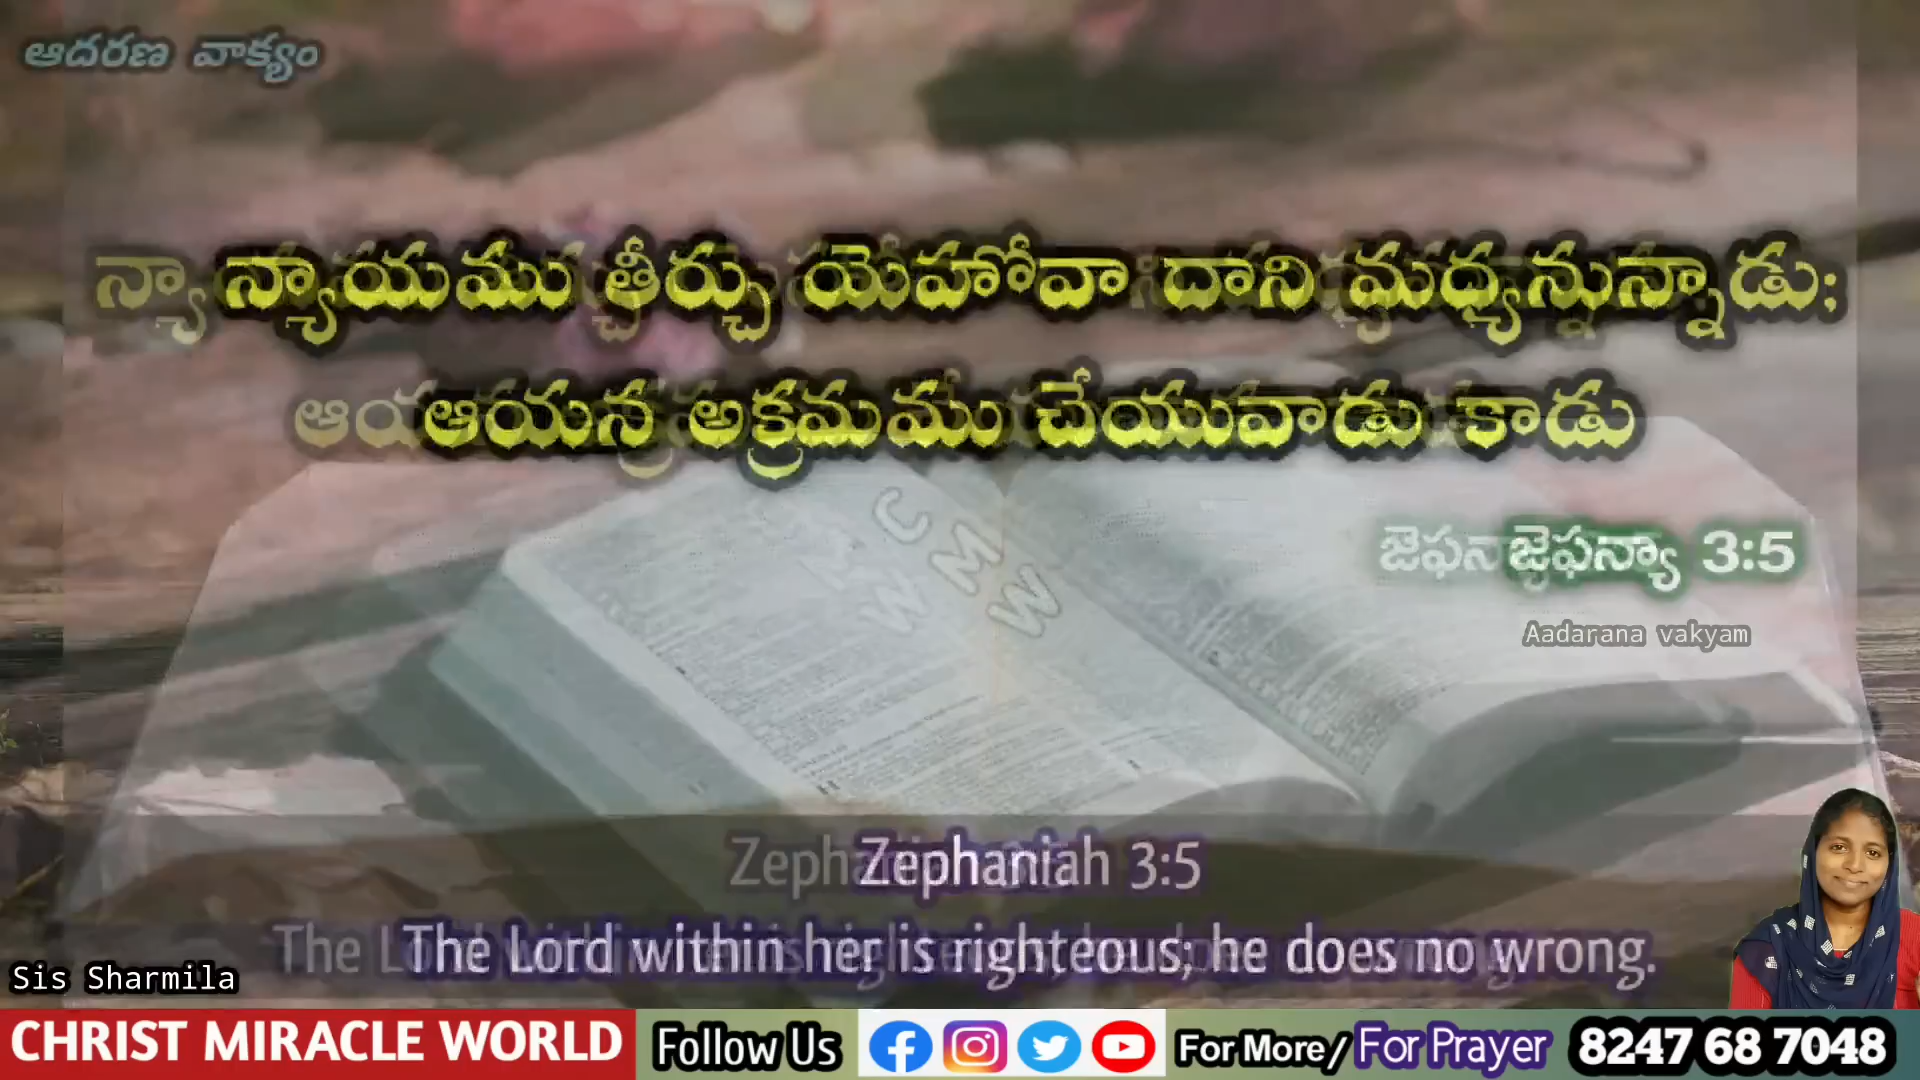 ఆదరణ వాక్యం
న్యాయము తీర్చు యెహోవా దాని మధ్యనున్నాడు;
ఆయన అక్రమము చేయువాడు కాడు
C M W
జెఫన్యా 3:5
Aadarana vakyam
Zephaniah 3:5
The Lord within her is righteous; he does no wrong.
Sis Sharmila
CHRIST MIRACLE WORLD Follow Us For More / For Prayer 8247 68 7048